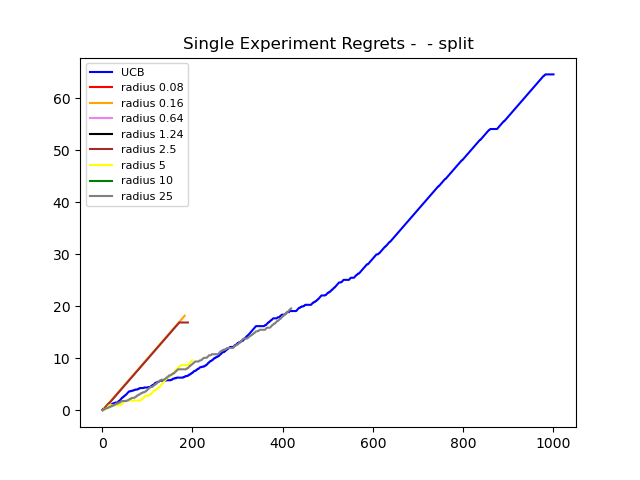 Single Experiment Regrets -  - split
UCB
radius 0.08
radius 0.16
radius 0.64
radius 1.24
radius 2.5
radius 5
radius 10
radius 25
60
50
40
30
20
10
0
0 200 400 600 800 1000